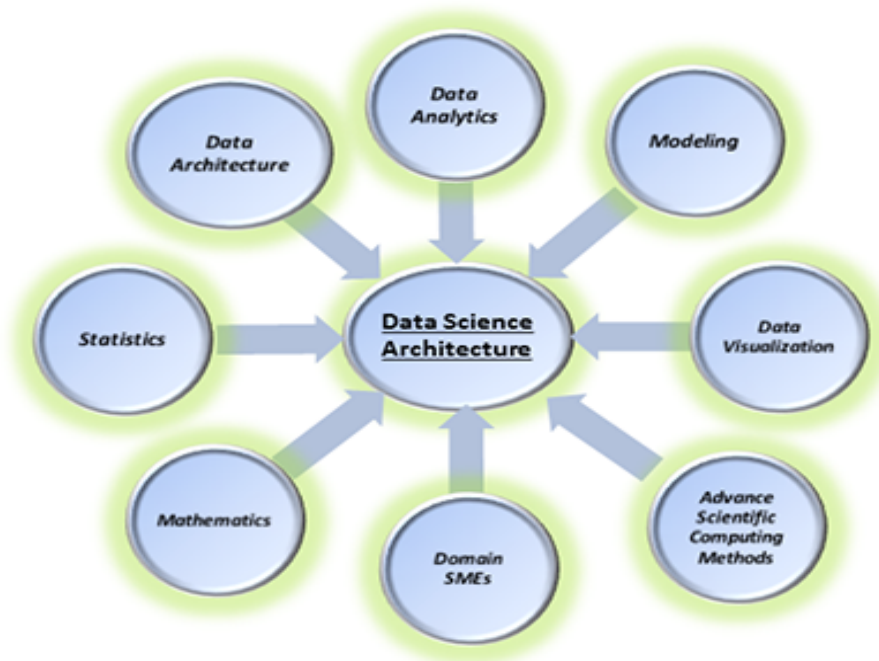 Data
Analytics
Data
Architecture
Modeling
Statistics
Data Science
Architecture
Data
Visualization
Mathematics
Domain
SMEs
Advance
Scientific
Computing
Methods